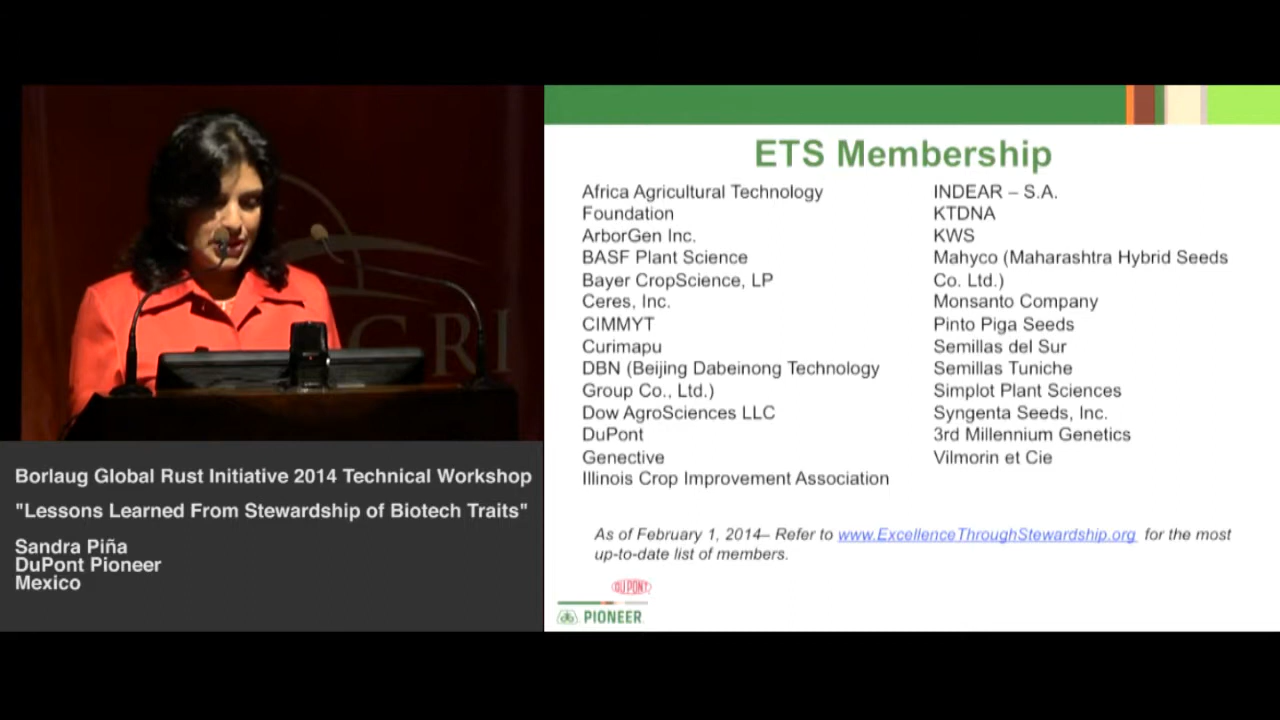 GRI
Borlaug Global Rust Initiative 2014 Technical Workshop
"Lessons Learned From Stewardship of Biotech Traits"
Sandra Piña
DuPont Pioneer
Mexico
ETS Membership
Africa Agricultural Technology
Foundation
ArborGen Inc.
BASF Plant Science
Bayer CropScience, LP
Ceres, Inc.
CIMMYT
Curimapu
DBN (Beijing Dabeinong Technology
Group Co., Ltd.)
Dow AgroSciences LLC
DuPont
Genective
Illinois Crop Improvement Association
INDEAR – S.A.
KTDNA
KWS
Mahyco (Maharashtra Hybrid Seeds
Co. Ltd.)
Monsanto Company
Pinto Piga Seeds
Semillas del Sur
Semillas Tuniche
Simplot Plant Sciences
Syngenta Seeds, Inc.
3rd Millennium Genetics
Vilmorin et Cie
As of February 1, 2014– Refer to www.ExcellenceThroughStewardship.org for the most
up-to-date list of members.
DUPONT
PIONEER